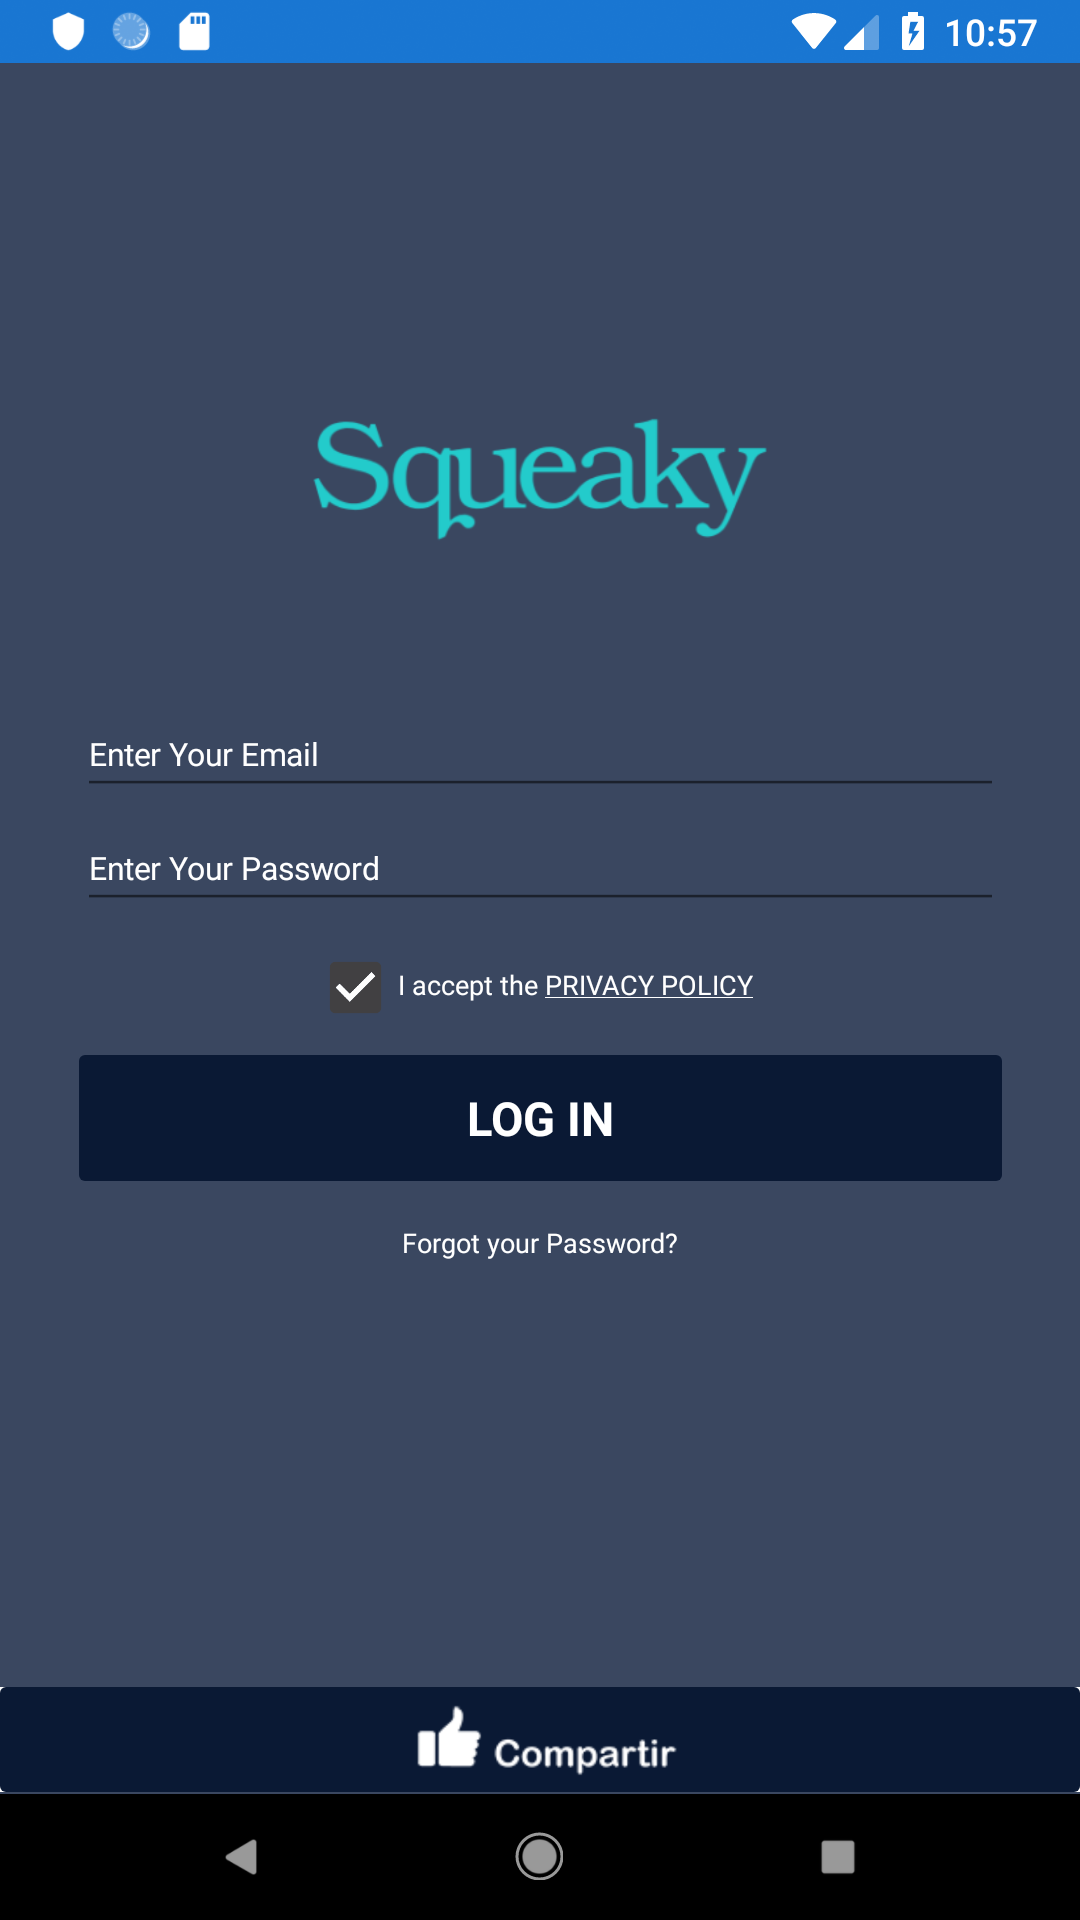 10:57
Squeaky
Enter Your Email
Enter Your Password
I accept the PRIVACY POLICY
LOG IN
Forgot your Password?
Compartir